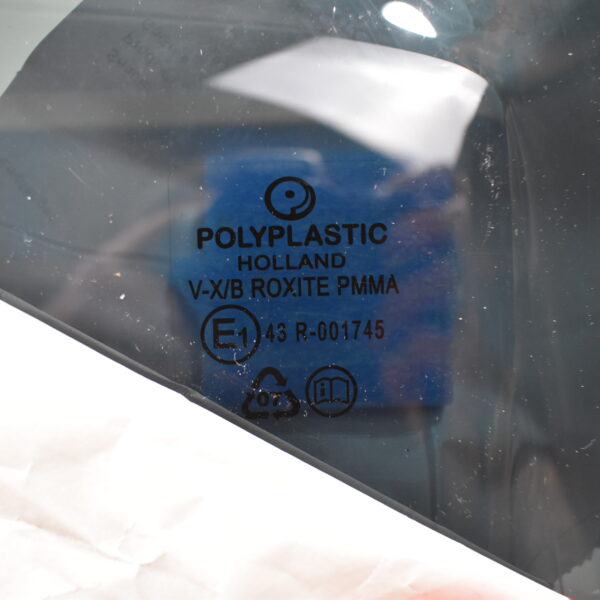 POLYPLASTIC
HOLLAND
V-X/B ROXITE PMMA
E1 43 R-001745
07
i